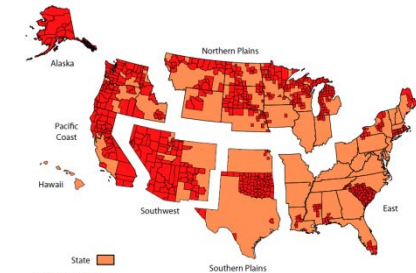 Northern Plains
Alaska
Pacific
Coast
Hawaii
Southwest
East
State
Southern Plains